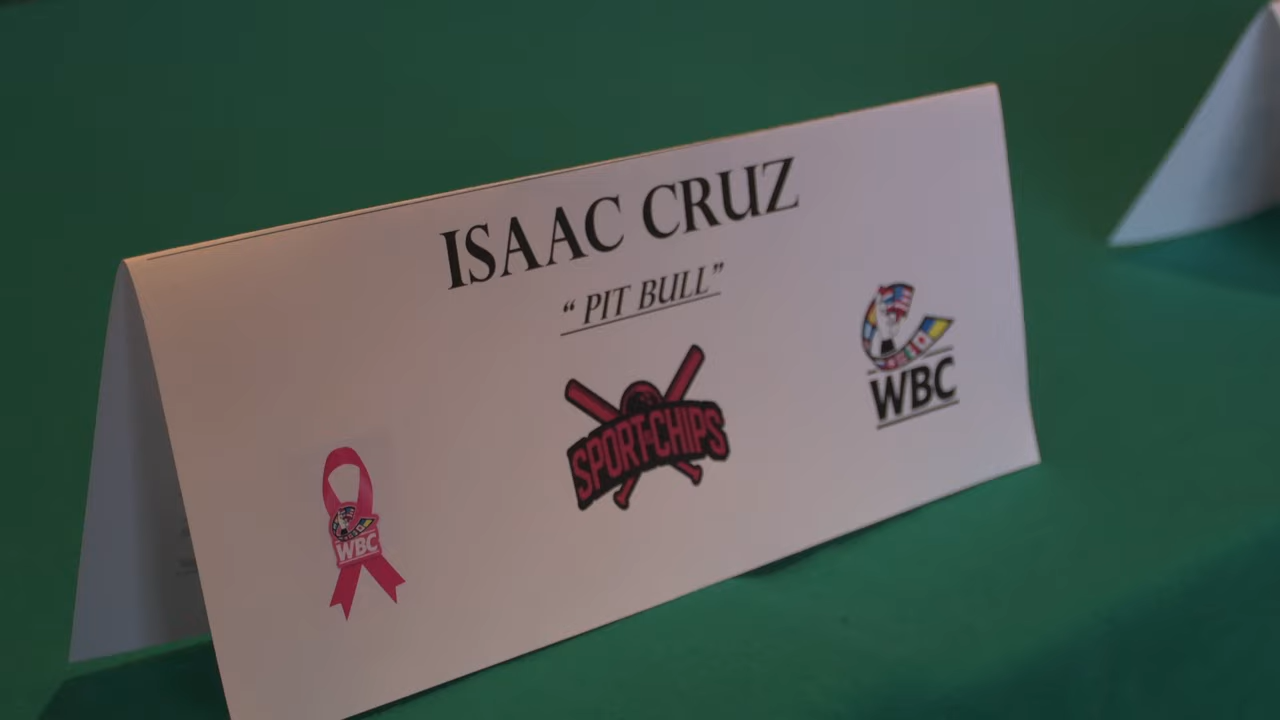 ISAAC CRUZ
“ PIT BULL”
SPORT-CHIPS
WBC
WBC